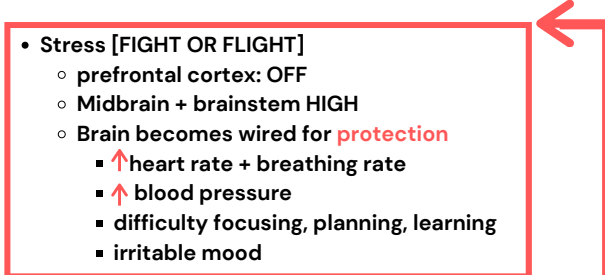 • Stress [FIGHT OR FLIGHT]
◦ prefrontal cortex: OFF
◦ Midbrain + brainstem HIGH
◦ Brain becomes wired for protection
▪ ↑heart rate + breathing rate
▪ ↑ blood pressure
▪ difficulty focusing, planning, learning
▪ irritable mood